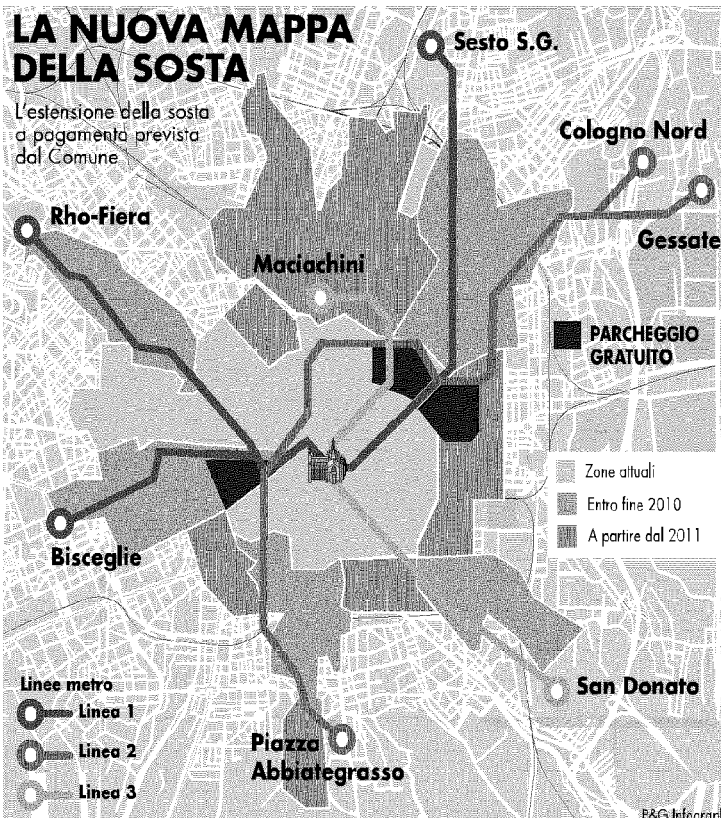 LA NUOVA MAPPA
DELLA SOSTA
L'estensione della sosta
a pagamento prevista
dal Comune
Sesto S.G.
Cologno Nord
Rho-Fiera
Gessate
Maciachini
PARCHEGGIO
GRATUITO
Zone attuali
Entro fine 2010
A partire dal 2011
Bisceglie
San Donato
Linee metro
Linea 1
Linea 2
Linea 3
Piazza
Abbiategrasso
P&G Infograph